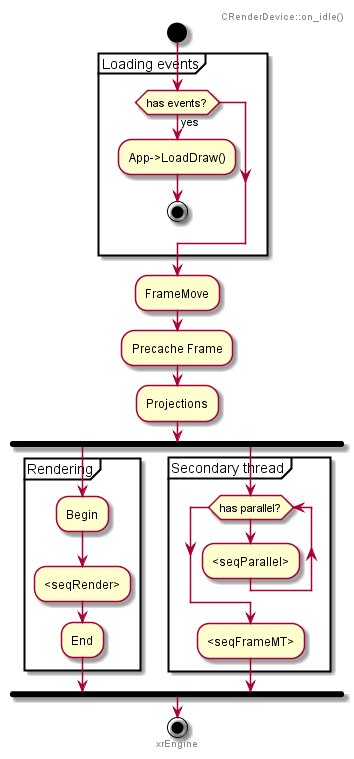 CRenderDevice::on_idle()
Loading events
has events?
yes
App->LoadDraw()
FrameMove
Precache Frame
Projections
Rendering
Begin
<seqRender>
End
Secondary thread
has parallel?
<seqParallel>
<seqFrameMT>
xrEngine